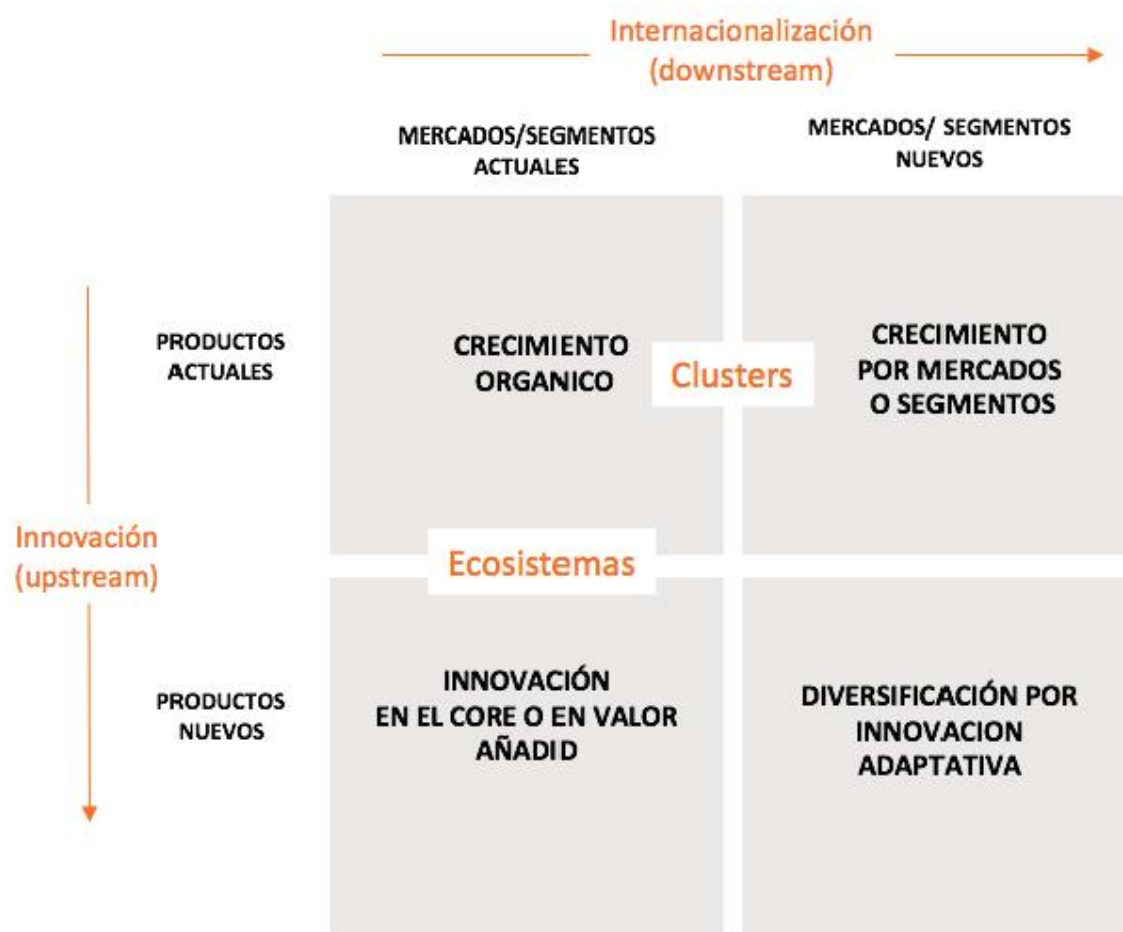 Internacionalización
(downstream)
MERCADOS/SEGMENTOS
ACTUALES
MERCADOS/ SEGMENTOS
NUEVOS
PRODUCTOS
ACTUALES
CRECIMIENTO
ORGANICO
Clusters
CRECIMIENTO
POR MERCADOS
O SEGMENTOS
Innovación
(upstream)
Ecosistemas
PRODUCTOS
NUEVOS
INNOVACIÓN
EN EL CORE O EN VALOR
AÑADID
DIVERSIFICACIÓN POR
INNOVACION
ADAPTATIVA